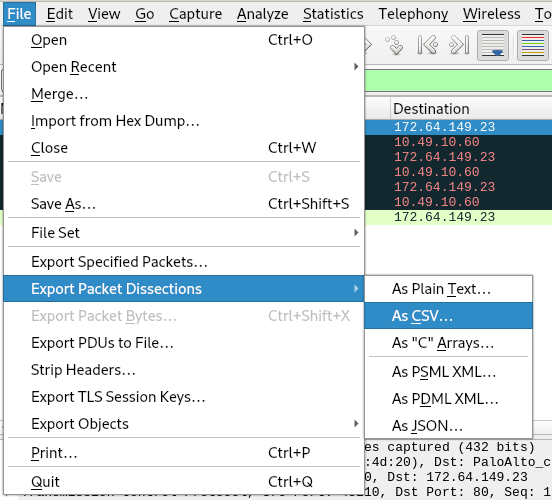 File Edit View Go Capture Analyze Statistics Telephony Wireless To
Open Ctrl+O
Open Recent
Merge…
Import from Hex Dump…
Close Ctrl+W
Save Ctrl+S
Save As… Ctrl+Shift+S
File Set
Export Specified Packets…
Export Packet Dissections
Export Packet Bytes… Ctrl+Shift+X
Export PDUs to File…
Strip Headers…
Export TLS Session Keys…
Export Objects
Print… Ctrl+P
Quit Ctrl+Q
Destination
172.64.149.23
10.49.10.60
172.64.149.23
10.49.10.60
172.64.149.23
10.49.10.60
172.64.149.23
As Plain Text…
As CSV…
As "C" Arrays…
As PSML XML…
As PDML XML…
As JSON…
es captured (432 bits)
:4d:20), Dst: PaloAlto_c
0, Dst: 172.64.149.23
Dst Port: 80, Seq: 1